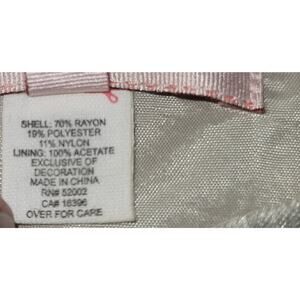 SHELL: 70% RAYON
19% POLYESTER
11% NYLON
LINING: 100% ACETATE
EXCLUSIVE OF
DECORATION
MADE IN CHINA
RN# 52002
CA# 16396
OVER FOR CARE